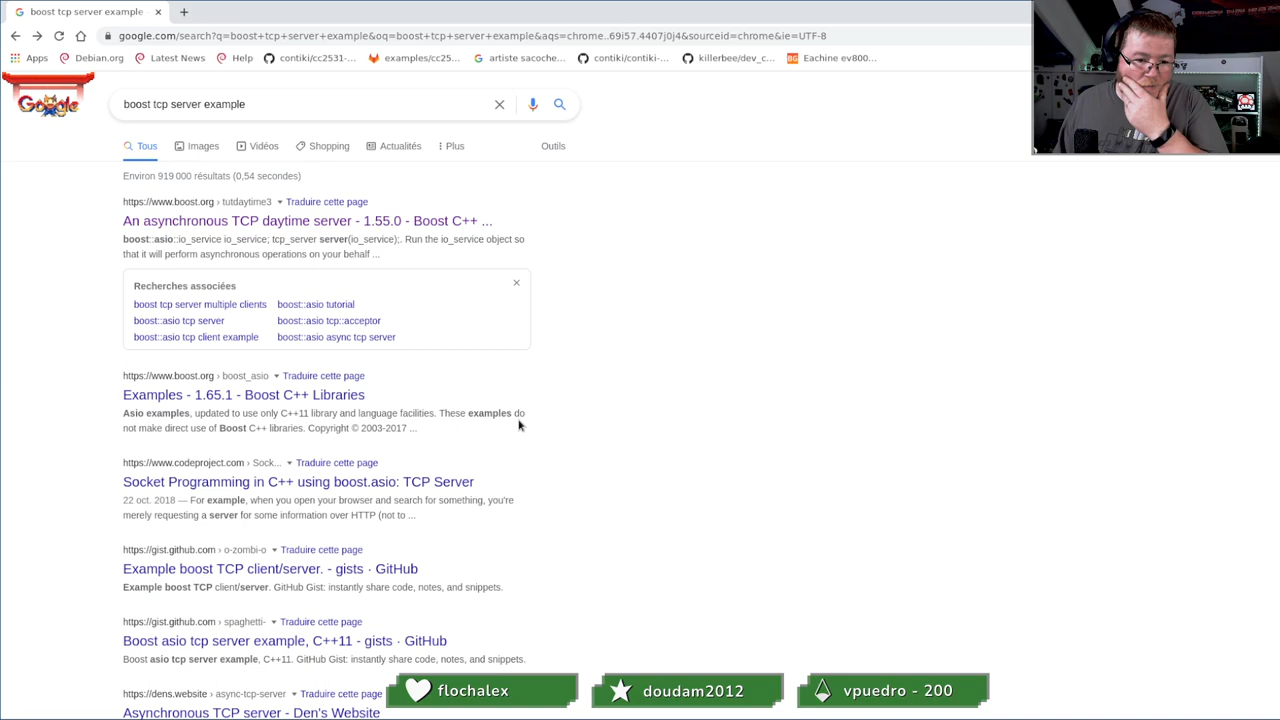 boost tcp server example -
google.com/search?q=boost+tcp+server+example&oq=boost+tcp+server+example&aqs=chrome..69i57.4407j0j4&sourceid=chrome&ie=UTF-8
Apps Debian.org Latest News Help contiki/cc2531-... examples/cc25... artiste sacoche... contiki/contiki-... killerbee/dev_c... Eachine ev800...
Google
boost tcp server example
Tous Images Vidéos Shopping Actualités Plus Outils
Environ 919 000 résultats (0,54 secondes)
https://www.boost.org › tutdaytime3 Traduire cette page
An asynchronous TCP daytime server - 1.55.0 - Boost C++ ...
boost::asio::io_service io_service; tcp_server server(io_service);. Run the io_service object so
that it will perform asynchronous operations on your behalf ...
Recherches associées
boost tcp server multiple clients boost::asio tutorial
boost::asio tcp server boost::asio tcp::acceptor
boost::asio tcp client example boost::asio async tcp server
https://www.boost.org › boost_asio Traduire cette page
Examples - 1.65.1 - Boost C++ Libraries
Asio examples, updated to use only C++11 library and language facilities. These examples do
not make direct use of Boost C++ libraries. Copyright © 2003-2017 ...
https://www.codeproject.com › Sock... Traduire cette page
Socket Programming in C++ using boost.asio: TCP Server
22 oct. 2018 — For example, when you open your browser and search for something, you're
merely requesting a server for some information over HTTP (not to ...
https://gist.github.com › o-zombi-o Traduire cette page
Example boost TCP client/server. - gists · GitHub
Example boost TCP client/server. GitHub Gist: instantly share code, notes, and snippets.
https://gist.github.com › spaghetti- Traduire cette page
Boost asio tcp server example, C++11 - gists · GitHub
Boost asio tcp server example, C++11. GitHub Gist: instantly share code, notes, and snippets.
https://dens.website › async-tcp-server Traduire cette page
Asynchronous TCP server - Den's Website
flochalex doudam2012 vpuedro - 200